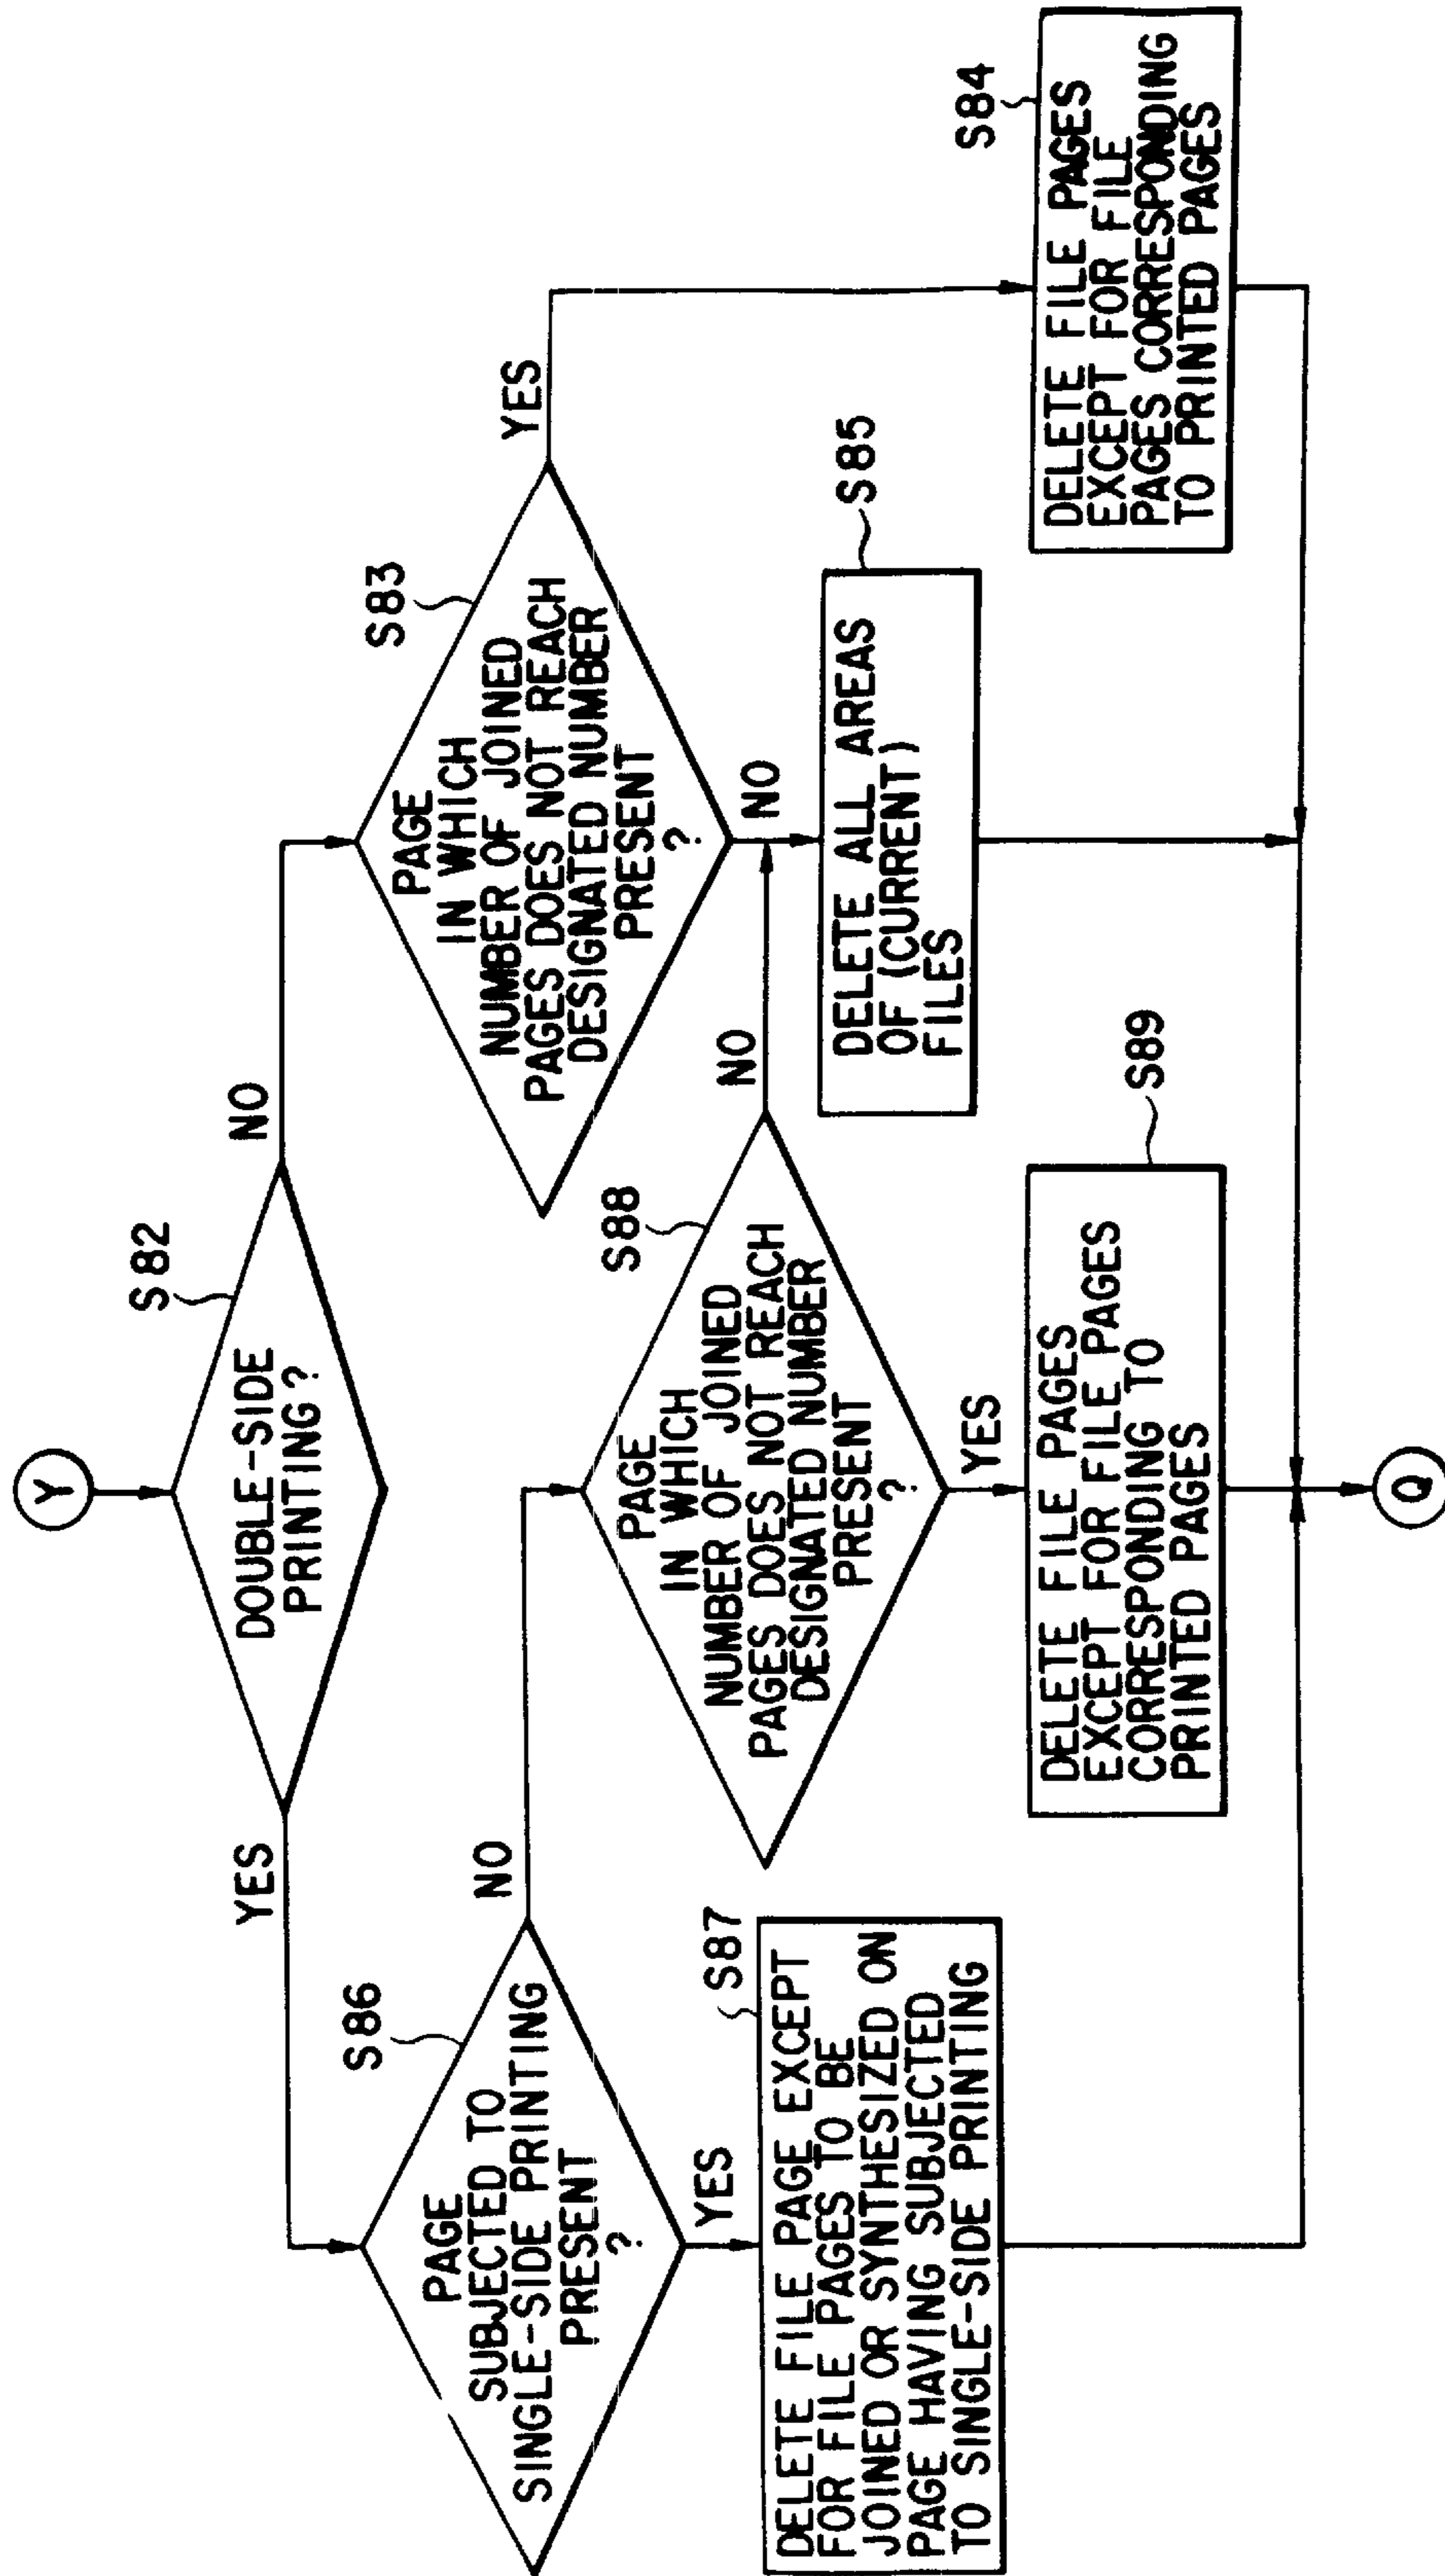 Y
S82
DOUBLE-SIDE
PRINTING?
YES
NO
S86
PAGE
SUBJECTED TO
SINGLE-SIDE PRINTING
PRESENT
?
NO
YES
S83
PAGE
IN WHICH
NUMBER OF JOINED
PAGES DOES NOT REACH
DESIGNATED NUMBER
PRESENT
?
YES
NO
S88
PAGE
IN WHICH
NUMBER OF JOINED
PAGES DOES NOT REACH
DESIGNATED NUMBER
PRESENT
?
NO
YES
S87
DELETE FILE PAGE EXCEPT
FOR FILE PAGES TO BE
JOINED OR SYNTHESIZED ON
PAGE HAVING SUBJECTED
TO SINGLE-SIDE PRINTING
S85
DELETE ALL AREAS
OF (CURRENT)
FILES
S89
DELETE FILE PAGES
EXCEPT FOR FILE PAGES
CORRESPONDING TO
PRINTED PAGES
S84
DELETE FILE PAGES
EXCEPT FOR FILE
PAGES CORRESPONDING
TO PRINTED PAGES
Q